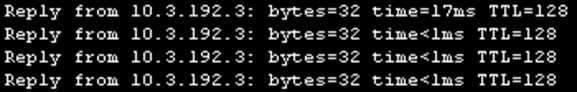 Reply from 10.3.192.3: bytes=32 time=17ms TTL=128
Reply from 10.3.192.3: bytes=32 time<1ms TTL=128
Reply from 10.3.192.3: bytes=32 time<1ms TTL=128
Reply from 10.3.192.3: bytes=32 time<1ms TTL=128